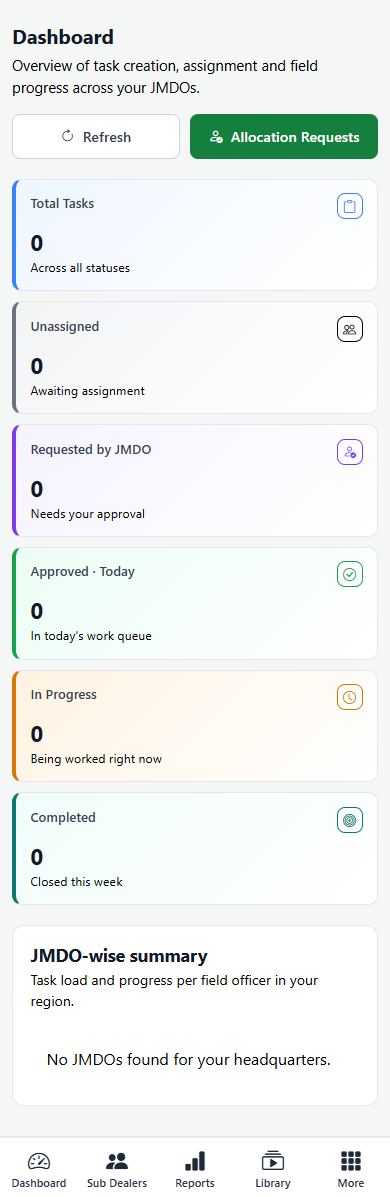 Dashboard
Overview of task creation, assignment and field
progress across your JMDOs.
Refresh
Allocation Requests
Total Tasks
0
Across all statuses
Unassigned
0
Awaiting assignment
Requested by JMDO
0
Needs your approval
Approved · Today
0
In today's work queue
In Progress
0
Being worked right now
Completed
0
Closed this week
JMDO-wise summary
Task load and progress per field officer in your
region.
No JMDOs found for your headquarters.
Dashboard
Sub Dealers
Reports
Library
More